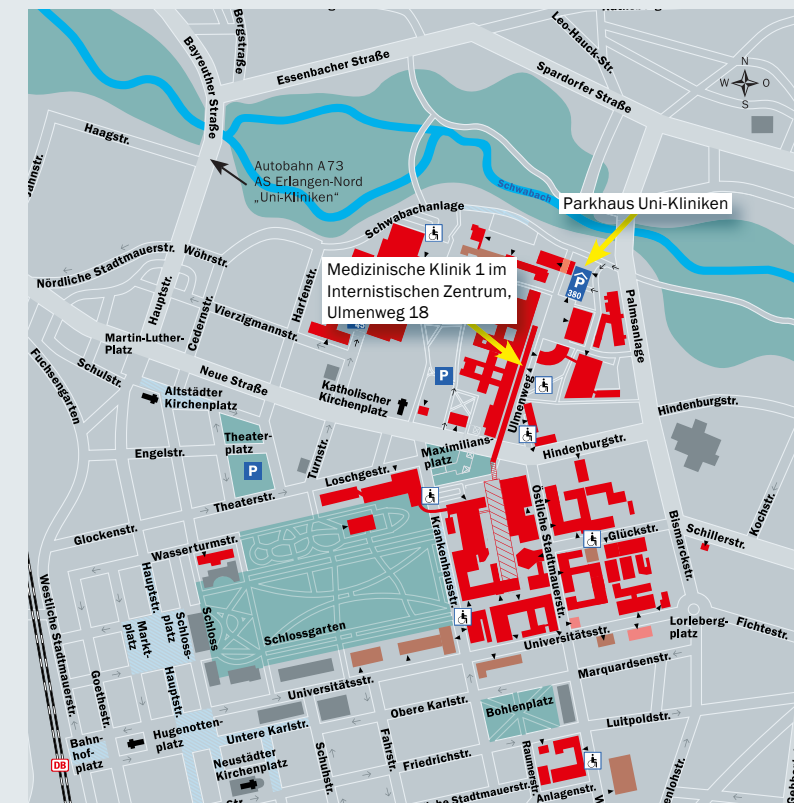 Leo-Hauck-Str.
Bergstraße
Bayreuther Straße
Essenbacher Straße
Spardorfer Straße
N
W
O
S
Haagstr.
Autobahn A 73
AS Erlangen-Nord
„Uni-Kliniken“
Schwabach
Parkhaus Uni-Kliniken
Schwabachanlage
Nördliche Stadtmauerstr.
Wöhrstr.
Medizinische Klinik 1 im
Internistischen Zentrum,
Ulmenweg 18
P
380
Hauptstr.
Cedernstr.
Harfenstr.
Vierzigmannstr.
Palmsanlage
Martin-Luther-
Platz
Fuchsengarten
Schulstr.
Neue Straße
Altstädter
Kirchenplatz
Katholischer
Kirchenplatz
P
Ulmenweg
Hindenburgstr.
Engelstr.
Theater-
platz
P
Turnstr.
Maximilians-
platz
Hindenburgstr.
Loschgestr.
Theaterstr.
Glockenstr.
Wasserturmstr.
Krankenhausstr.
Östliche Stadtmauerstr.
Glückstr.
Bismarckstr.
Schillerstr.
Kochstr.
Westliche Stadtmauerstr.
Hauptstr.
Schloss-
platz
Markt-
platz
Schloss
Schlossgarten
Universitätsstr.
Lorleberg-
platz
Fichtestr.
Goethestr.
Hauptstr.
Universitätsstr.
Marquardsenstr.
Obere Karlstr.
Bohlenplatz
Luitpoldstr.
Bahn-
hof-
platz
DB
Hugenotten-
platz
Untere Karlstr.
Neustädter
Kirchenplatz
Schuhstr.
Fahrstr.
Friedrichstr.
Raumerstr.
Anlagenstr.